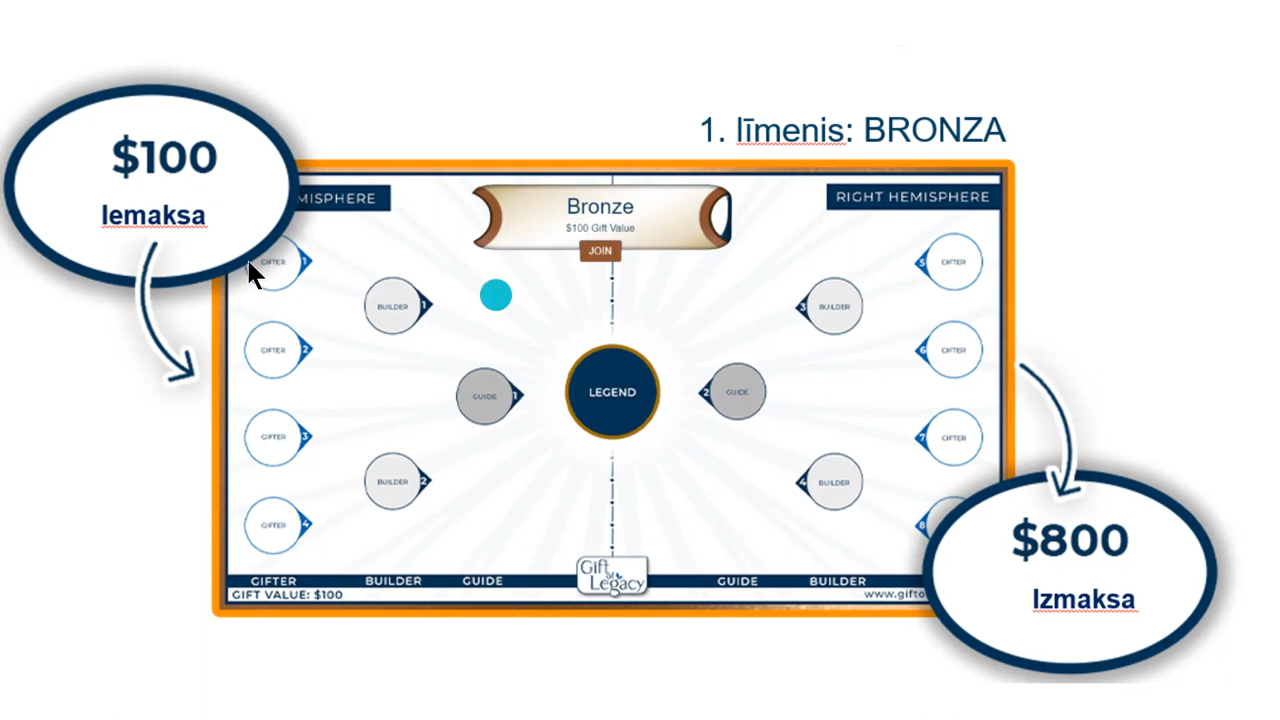 1. līmenis: BRONZA
$100
Iemaksa
MISPHERE
Bronze
$100 Gift Value
JOIN
RIGHT HEMISPHERE
GIFTER 1
5 GIFTER
BUILDER 1
3 BUILDER
GIFTER 2
6 GIFTER
GUIDE 1
LEGEND
2 GUIDE
GIFTER 3
7 GIFTER
BUILDER 2
4 BUILDER
GIFTER 4
8
$800
Izmaksa
Gift of Legacy
GIFTER BUILDER GUIDE
GUIDE BUILDER
GIFT VALUE: $100
www.gifto